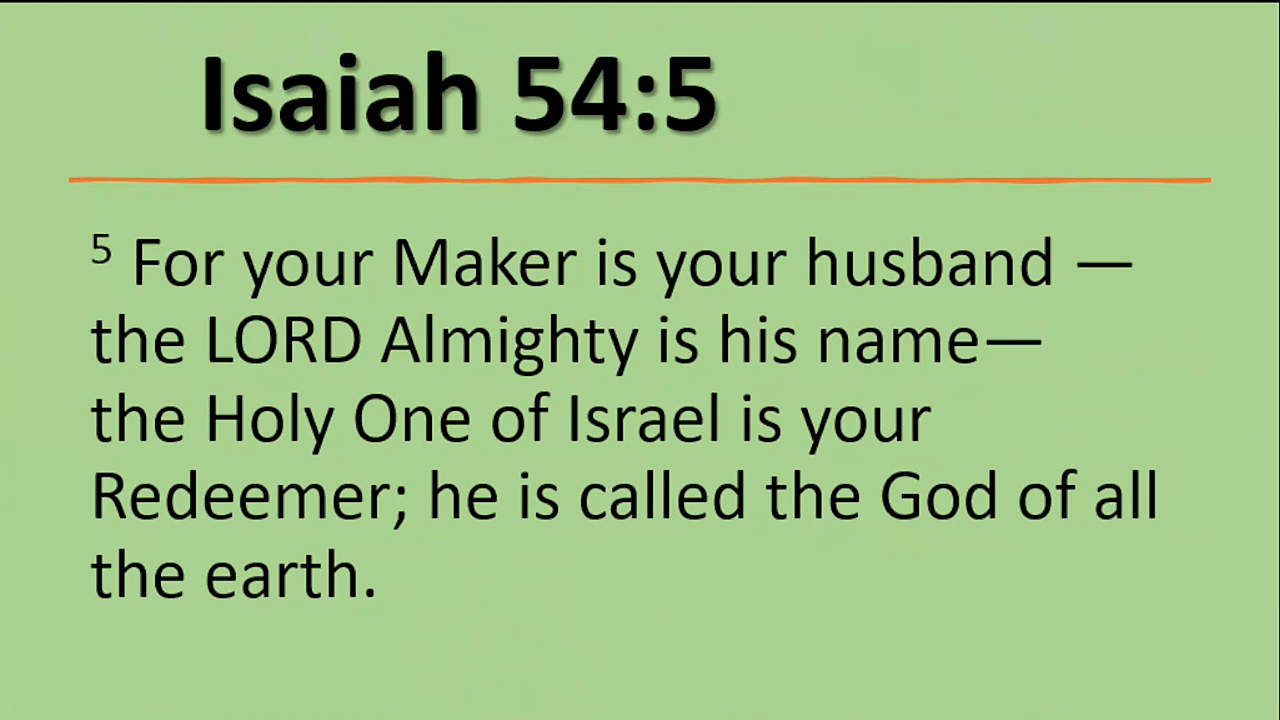 Isaiah 54:5
⁵ For your Maker is your husband —
the LORD Almighty is his name—
the Holy One of Israel is your
Redeemer; he is called the God of all
the earth.